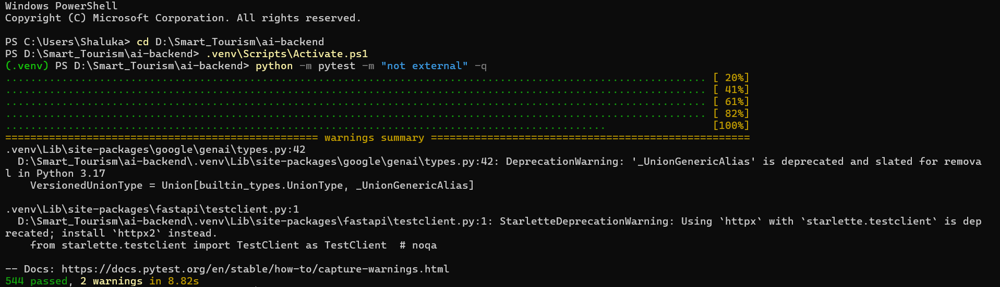 Windows PowerShell
Copyright (C) Microsoft Corporation. All rights reserved.
PS C:\Users\Shaluka> cd D:\Smart_Tourism\ai-backend
PS D:\Smart_Tourism\ai-backend> .venv\Scripts\Activate.ps1
(.venv) PS D:\Smart_Tourism\ai-backend> python -m pytest -m "not external" -q
................................................................................................................ [ 20%]
................................................................................................................ [ 41%]
................................................................................................................ [ 61%]
................................................................................................................ [ 82%]
................................................................................................                 [100%]
================================================== warnings summary ===================================================
.venv\Lib\site-packages\google\genai\types.py:42
  D:\Smart_Tourism\ai-backend\.venv\Lib\site-packages\google\genai\types.py:42: DeprecationWarning: '_UnionGenericAlias' is deprecated and slated for remova
l in Python 3.17
    VersionedUnionType = Union[builtin_types.UnionType, _UnionGenericAlias]
.venv\Lib\site-packages\fastapi\testclient.py:1
  D:\Smart_Tourism\ai-backend\.venv\Lib\site-packages\fastapi\testclient.py:1: StarletteDeprecationWarning: Using `httpx` with `starlette.testclient` is dep
recated; install `httpx2` instead.
    from starlette.testclient import TestClient as TestClient  # noqa
-- Docs: https://docs.pytest.org/en/stable/how-to/capture-warnings.html
544 passed, 2 warnings in 8.82s